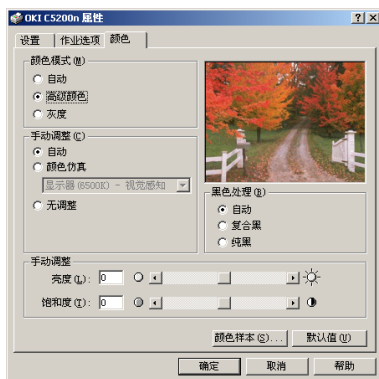 OKI C5200n 属性
设置 作业选项 颜色
颜色模式(M)
自动
高级颜色
灰度
手动调整(C)
自动
颜色仿真
显示器 (6500K) - 视觉感知
无调整
黑色处理(B)
自动
复合黑
纯黑
手动调整
亮度(L): 0
饱和度(T): 0
颜色样本(S)... 默认值(U)
确定 取消 帮助